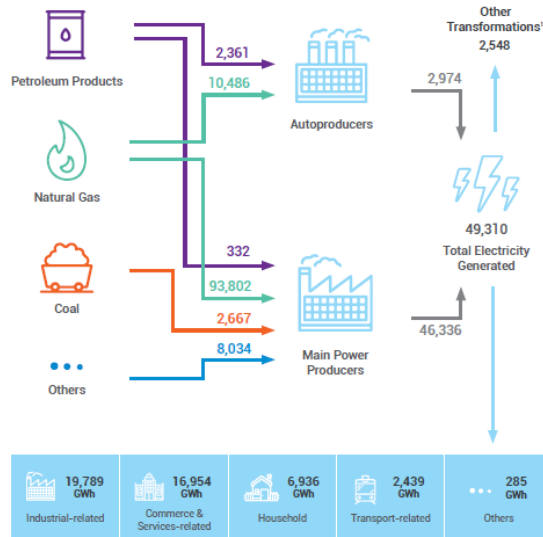 Other
Transformations¹
2,548
Petroleum Products
2,361
10,486
Autoproducers
2,974
Natural Gas
49,310
Total Electricity
Generated
332
93,802
Coal
2,667
8,034
Main Power
Producers
46,336
Others
19,789
GWh
Industrial-related
16,954
GWh
Commerce &
Services-related
6,936
GWh
Household
2,439
GWh
Transport-related
285
GWh
Others